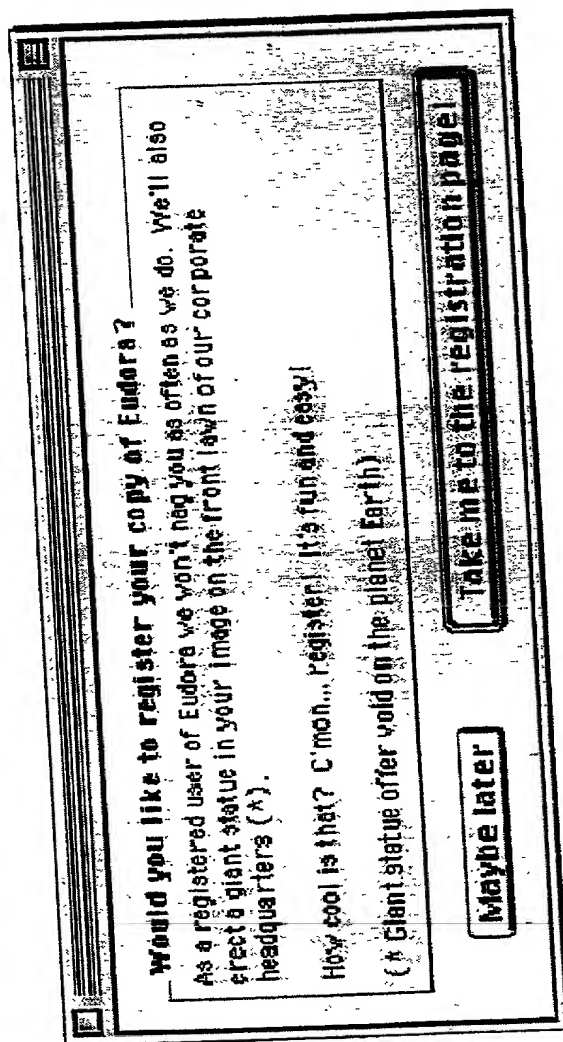 Would you like to register your copy of Eudora?
As a registered user of Eudora we won't nag you as often as we do. We'll also
erect a giant statue in your image on the front lawn of our corporate
headquarters (*).
How cool is that? C'mon... register! It's fun and easy!
(* Giant statue offer void on the planet Earth)
Maybe later
Take me to the registration page!